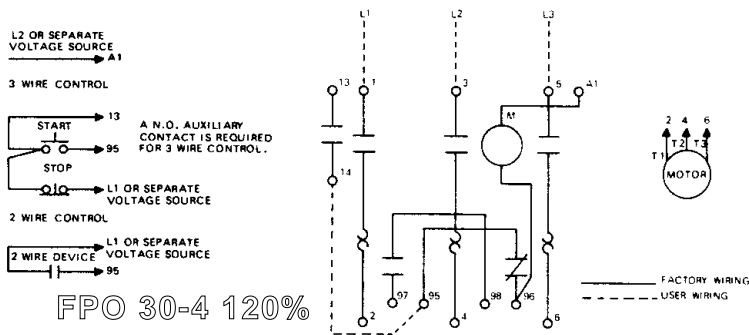 L2 OR SEPARATE
VOLTAGE SOURCE
A1
3 WIRE CONTROL
13
START
95
A N.O. AUXILIARY
CONTACT IS REQUIRED
FOR 3 WIRE CONTROL.
STOP
L1 OR SEPARATE
VOLTAGE SOURCE
2 WIRE CONTROL
L1 OR SEPARATE
VOLTAGE SOURCE
2 WIRE DEVICE
95
FPO 30-4 120%
L1
L2
L3
13
1
3
5
A1
M
14
97
95
98
96
2
4
6
2 4 6
T1 T2 T3
MOTOR
FACTORY WIRING
USER WIRING